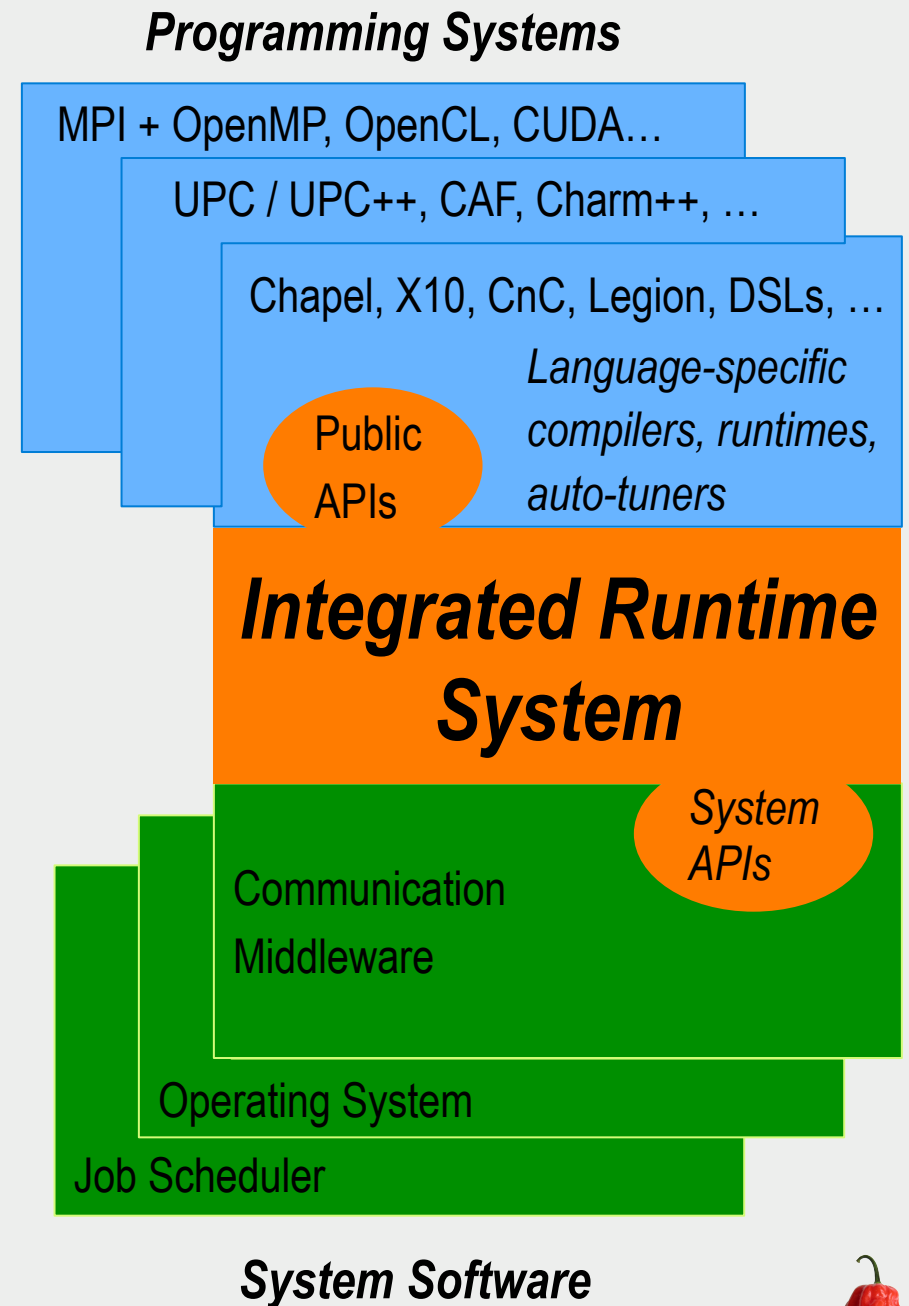 Programming Systems
MPI + OpenMP, OpenCL, CUDA…
UPC / UPC++, CAF, Charm++, …
Chapel, X10, CnC, Legion, DSLs, …
Language-specific
compilers, runtimes,
auto-tuners
Public
APIs
Integrated Runtime
System
System
APIs
Communication
Middleware
Operating System
Job Scheduler
System Software